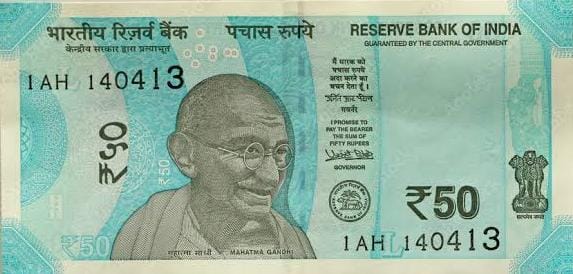 भारतीय रिज़र्व बैंक
केन्द्रीय सरकार द्वारा प्रत्याभूत
पचास रुपये
RESERVE BANK OF INDIA
GUARANTEED BY THE CENTRAL GOVERNMENT
1AH 140413
मैं धारक को
पचास रुपये
अदा करने का
वचन देता हूँ।
गवर्नर
I PROMISE TO
PAY THE BEARER
THE SUM OF
FIFTY RUPEES
GOVERNOR
₹५०
₹50
₹50
सत्यमेव जयते
₹50
महात्मा गांधी
MAHATMA GANDHI
1AH 140413